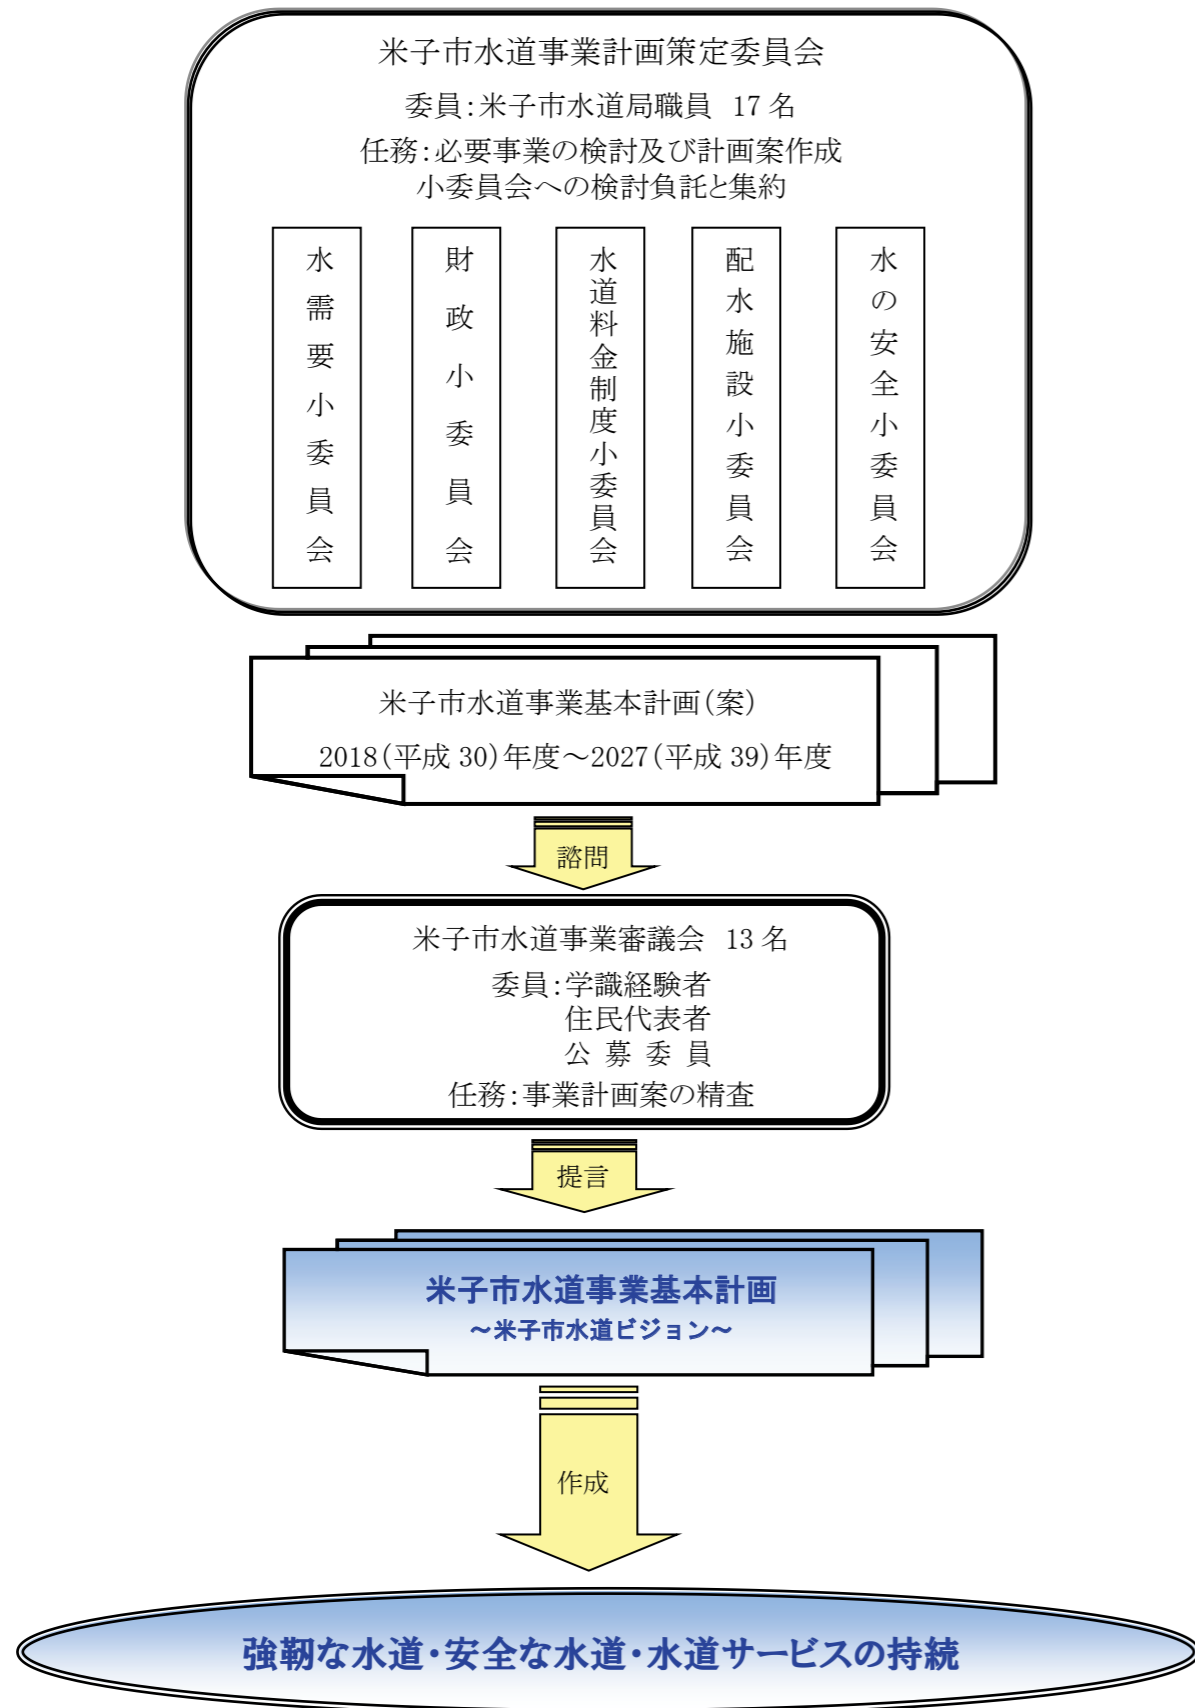 米子市水道事業計画策定委員会
委員：米子市水道局職員 17名
任務：必要事業の検討及び計画案作成
小委員会への検討負託と集約
水需要小委員会
財政小委員会
水道料金制度小委員会
配水施設小委員会
水の安全小委員会
米子市水道事業基本計画（案）
2018（平成30）年度～2027（平成39）年度
諮問
米子市水道事業審議会 13名
委員：学識経験者
住民代表者
公募委員
任務：事業計画案の精査
提言
米子市水道事業基本計画
～米子市水道ビジョン～
作成
強靭な水道・安全な水道・水道サービスの持続